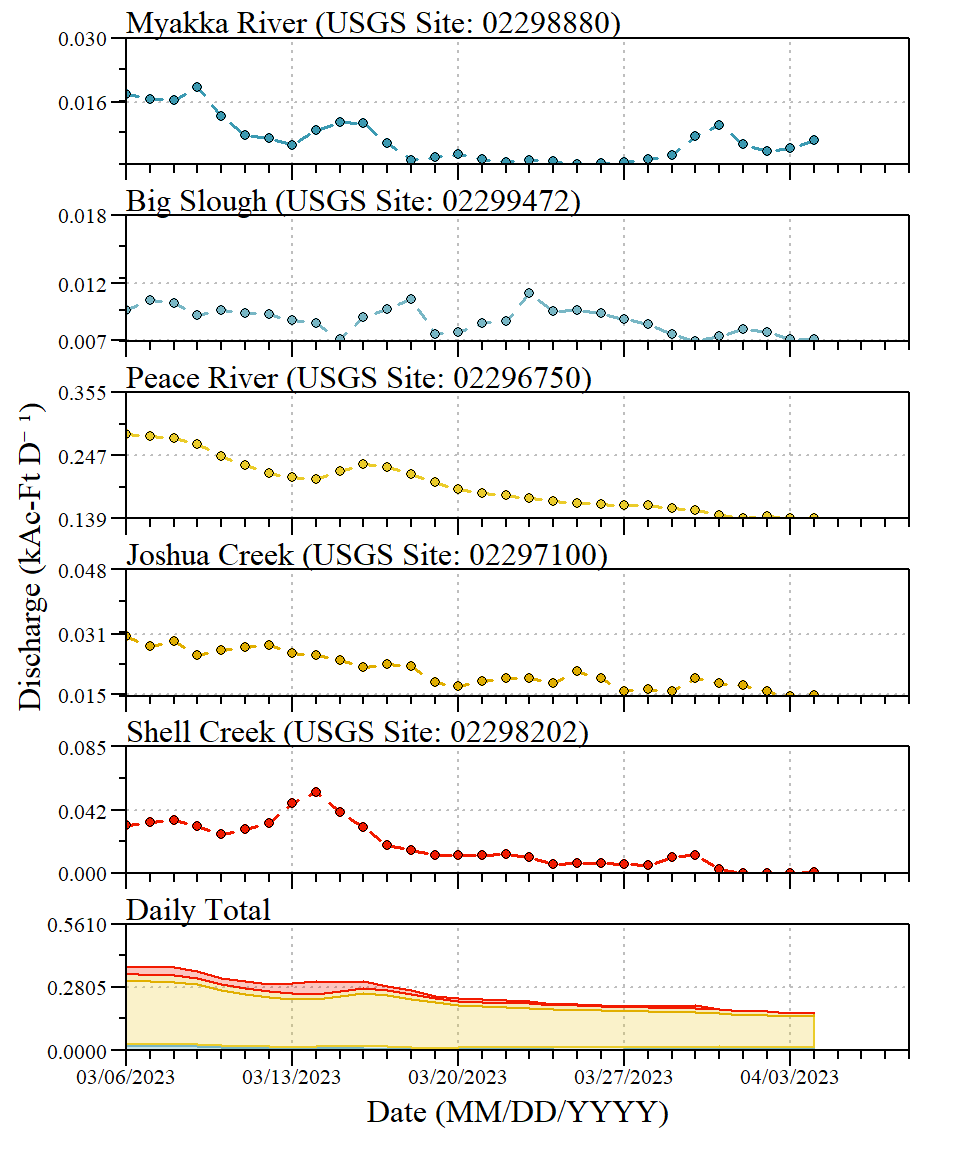 Myakka River (USGS Site: 02298880)
0.030
0.016
Big Slough (USGS Site: 02299472)
0.018
0.012
0.007
Peace River (USGS Site: 02296750)
0.355
0.247
0.139
Joshua Creek (USGS Site: 02297100)
0.048
0.031
0.015
Shell Creek (USGS Site: 02298202)
0.085
0.042
0.000
Daily Total
0.5610
0.2805
0.0000
03/06/2023 03/13/2023 03/20/2023 03/27/2023 04/03/2023
Date (MM/DD/YYYY)
Discharge (kAc-Ft D⁻¹)